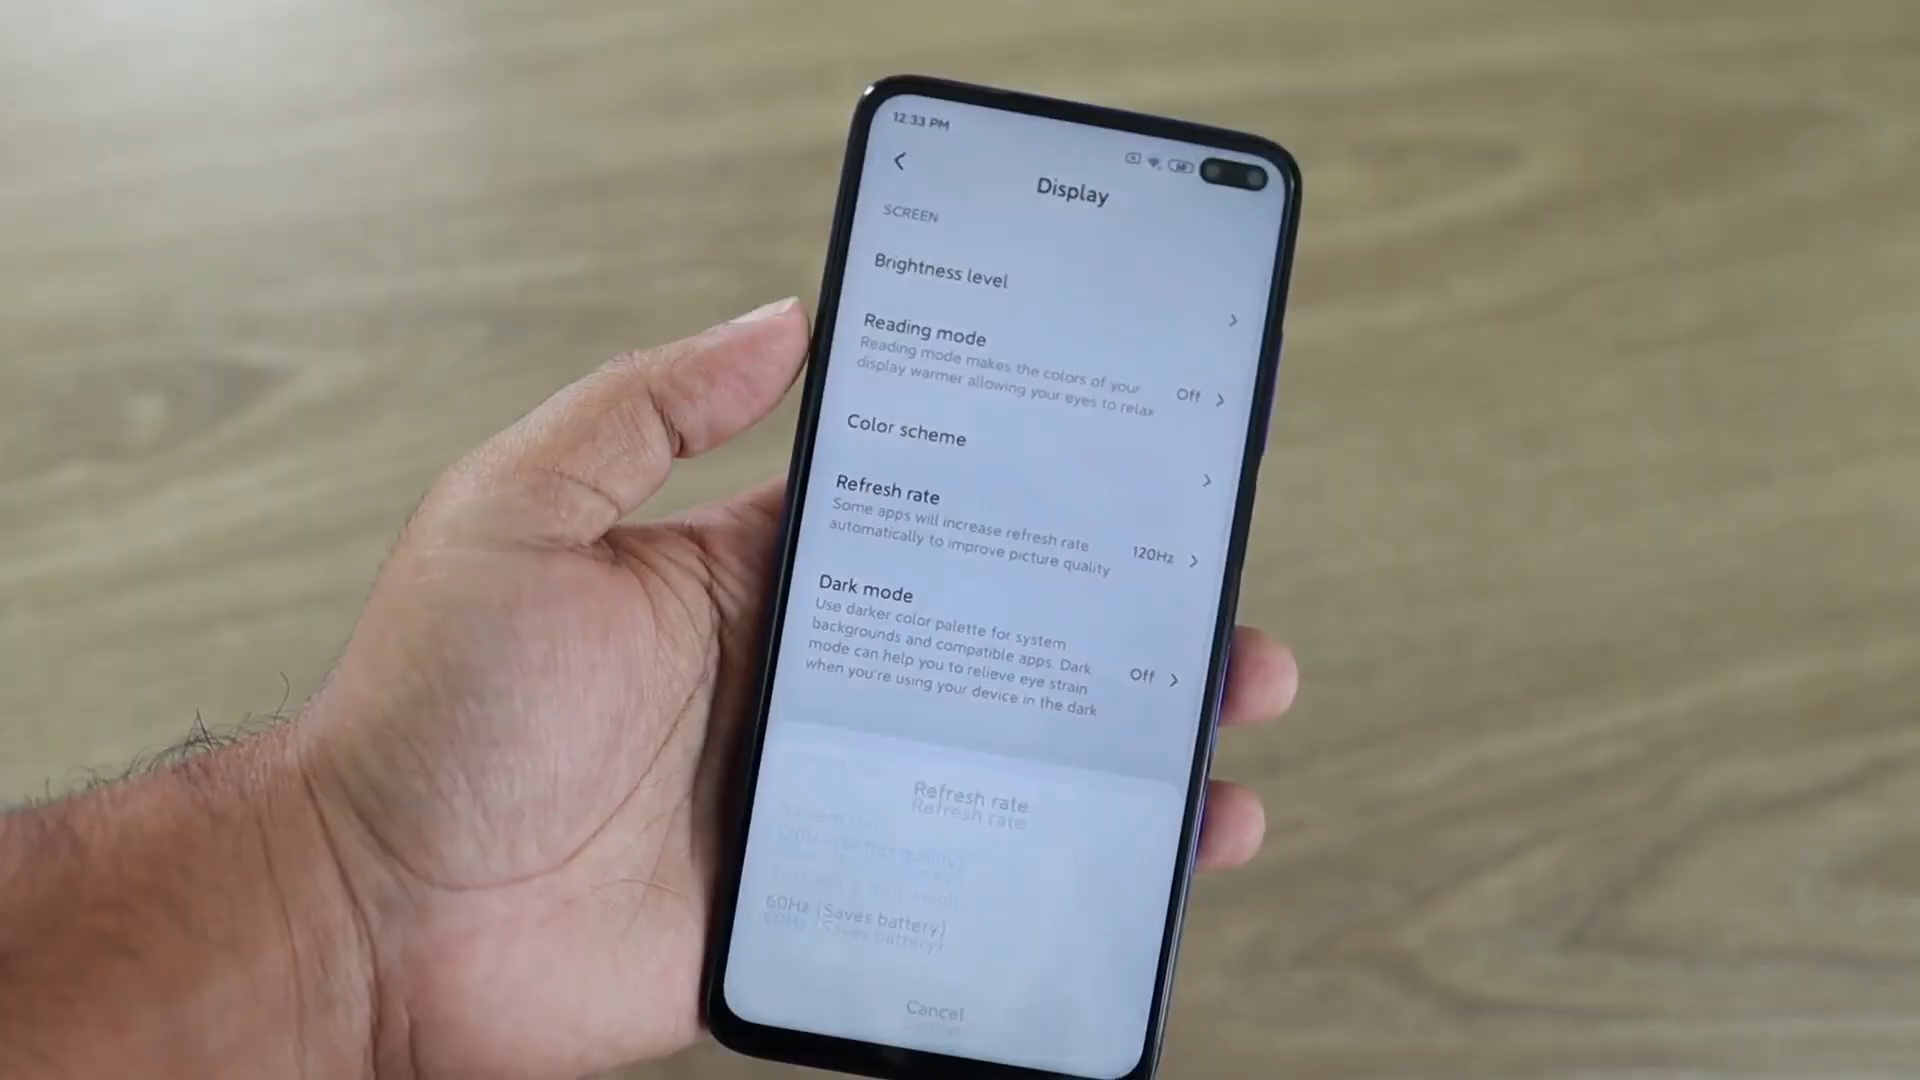 12:33 PM
Display
SCREEN
Brightness level
Reading mode
Reading mode makes the colors of your
display warmer allowing your eyes to relax
Off
Color scheme
Refresh rate
Some apps will increase refresh rate
automatically to improve picture quality
120Hz
Dark mode
Use darker color palette for system
backgrounds and compatible apps. Dark
mode can help you to relieve eye strain
when you're using your device in the dark
Off
Refresh rate
60Hz (Saves battery)
Cancel